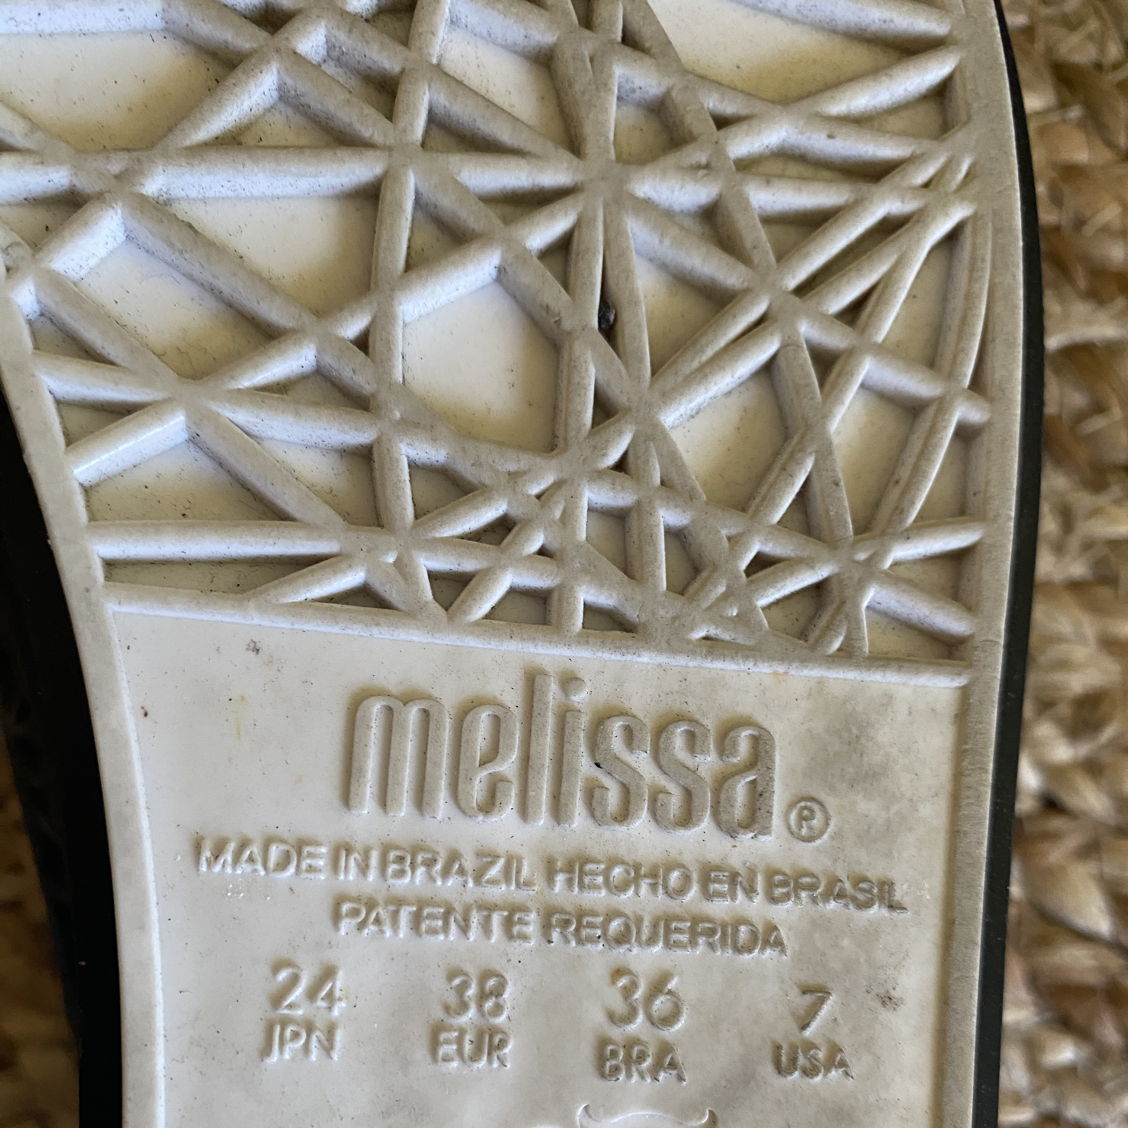 melissa®
MADE IN BRAZIL HECHO EN BRASIL
PATENTE REQUERIDA
24 38 36 7
JPN EUR BRA USA